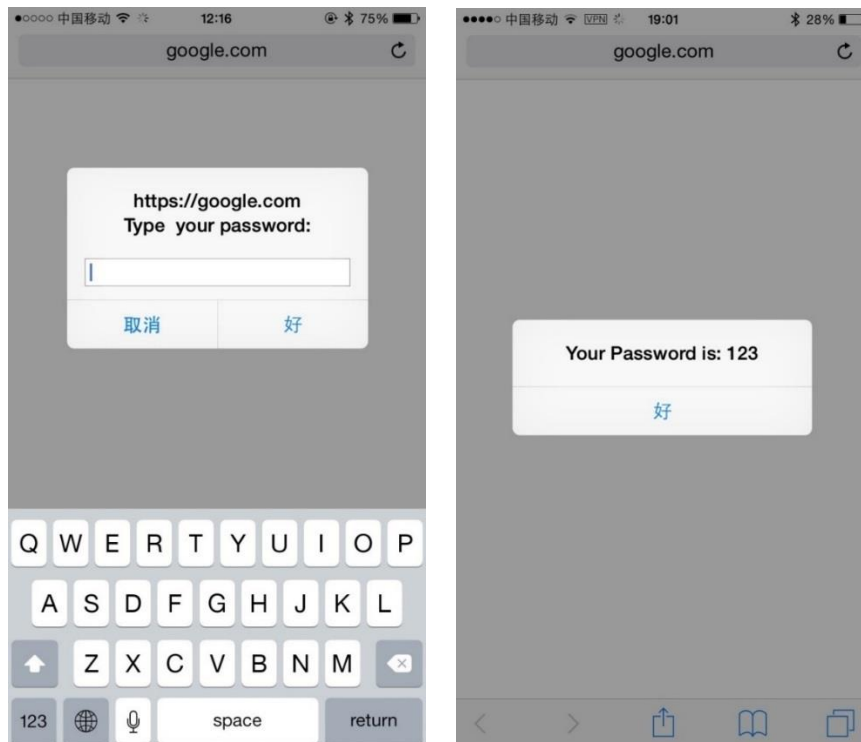 中国移动 12:16 75%
google.com
https://google.com
Type your password:
取消 好
Q W E R T Y U I O P
A S D F G H J K L
Z X C V B N M
123 space return
中国移动 VPN 19:01 28%
google.com
Your Password is: 123
好